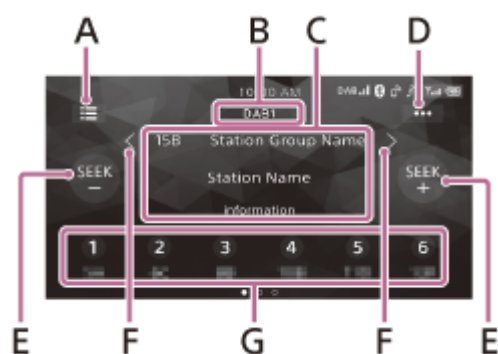 A B C D
10:10 AM DAB
DAB1
< 15B Station Group Name >
SEEK − Station Name SEEK +
information
1 2 3 4 5 6
E F G F E